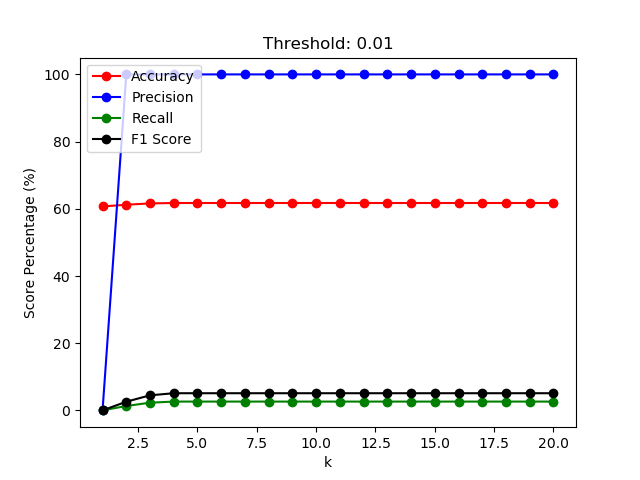 Threshold: 0.01
Accuracy
Precision
Recall
F1 Score
100
80
60
40
20
0
Score Percentage (%)
2.5 5.0 7.5 10.0 12.5 15.0 17.5 20.0
k